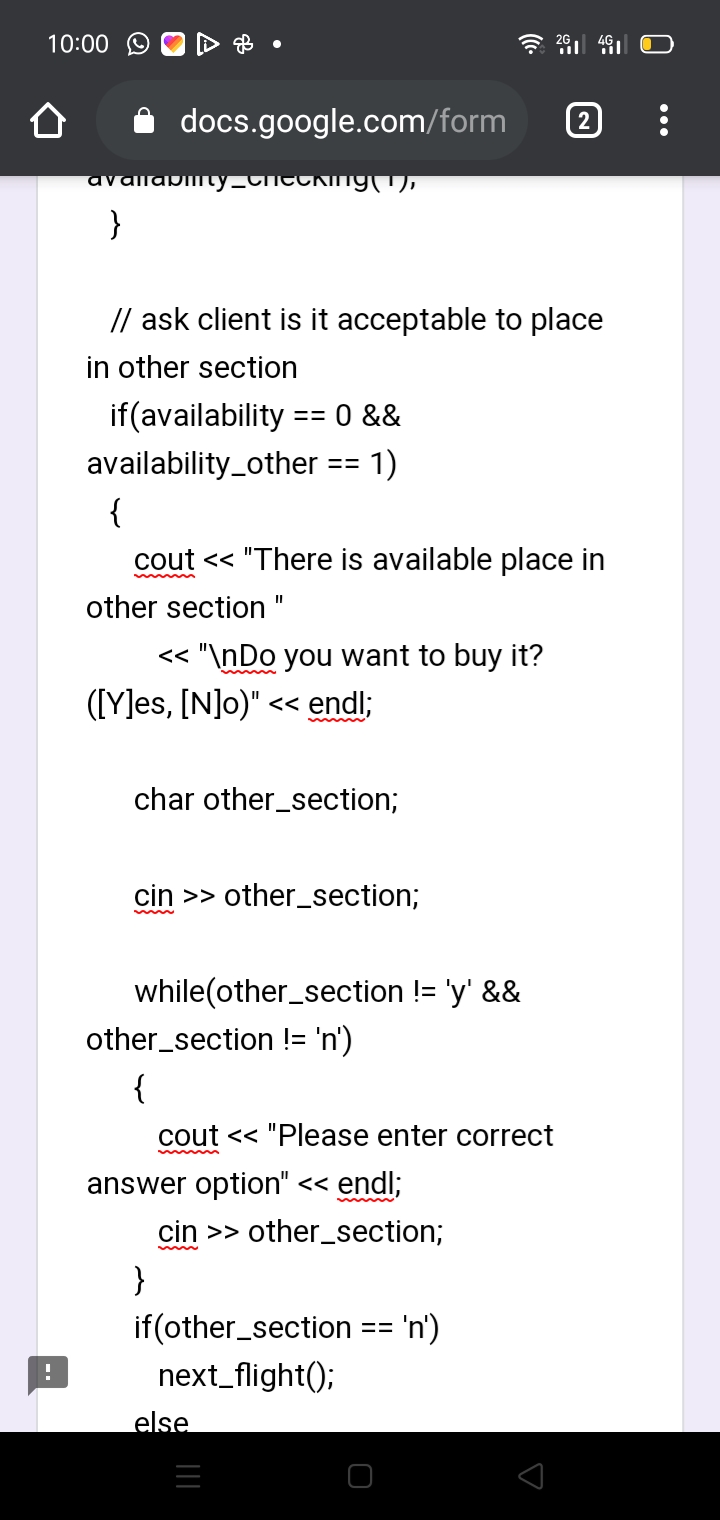 10:00
2G
4G
docs.google.com/form
2
availability_checking(1);
}
// ask client is it acceptable to place
in other section
if(availability == 0 &&
availability_other == 1)
{
cout << "There is available place in
other section "
<< "\nDo you want to buy it?
([Y]es, [N]o)" << endl;
char other_section;
cin >> other_section;
while(other_section != 'y' &&
other_section != 'n')
{
cout << "Please enter correct
answer option" << endl;
cin >> other_section;
}
if(other_section == 'n')
next_flight();
else